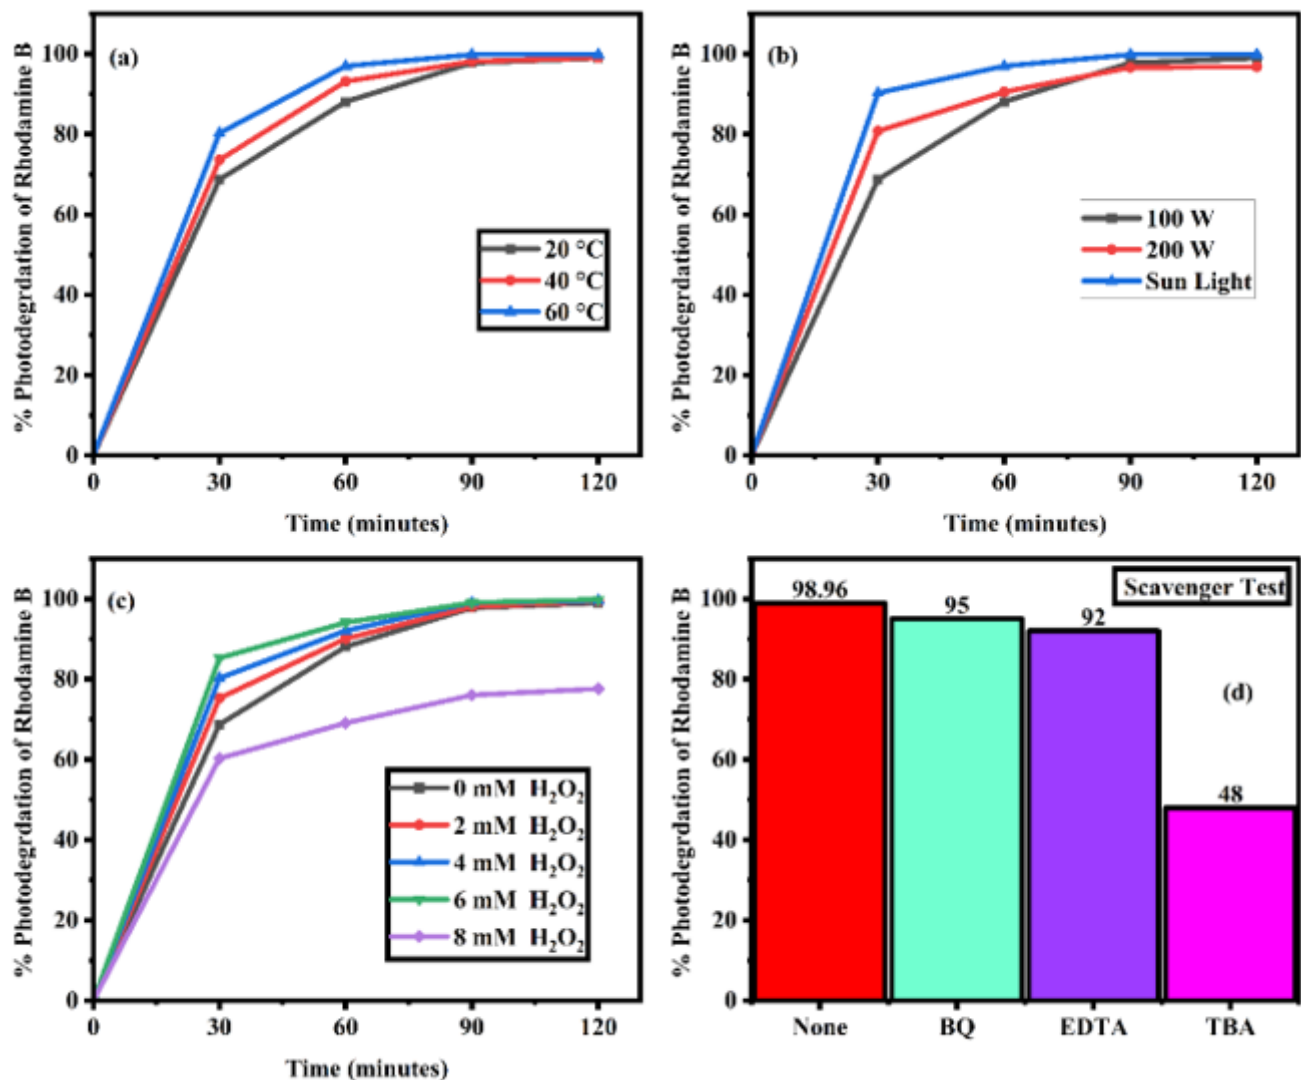 (a)
% Photodegrdation of Rhodamine B
100
80
60
40
20
0
20 °C
40 °C
60 °C
0 30 60 90 120
Time (minutes)
(b)
% Photodegrdation of Rhodamine B
100
80
60
40
20
0
100 W
200 W
Sun Light
0 30 60 90 120
Time (minutes)
(c)
% Photodegrdation of Rhodamine B
100
80
60
40
20
0
0 mM H₂O₂
2 mM H₂O₂
4 mM H₂O₂
6 mM H₂O₂
8 mM H₂O₂
0 30 60 90 120
Time (minutes)
Scavenger Test
(d)
% Photodegrdation of Rhodamine B
100
80
60
40
20
0
98.96
95
92
48
None BQ EDTA TBA